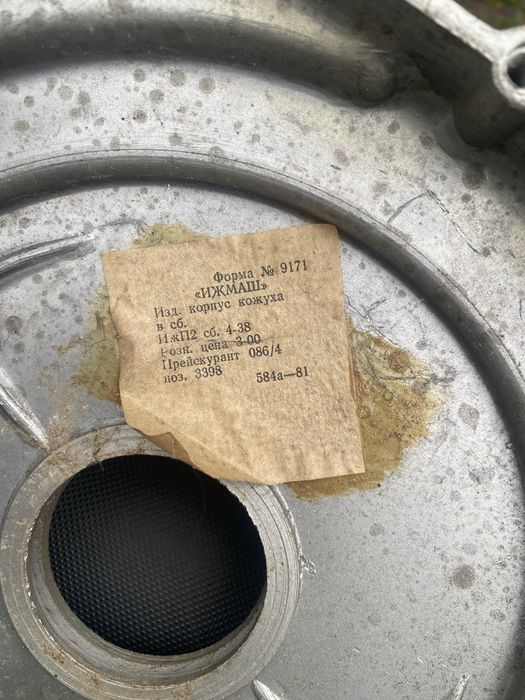 Форма № 9171
«ИЖМАШ»
Изд. корпус кожуха
в сб.
ИжП2 сб. 4-38
Розн. цена 3-00
Прейскурант 086/4
поз. 3398 584а—81